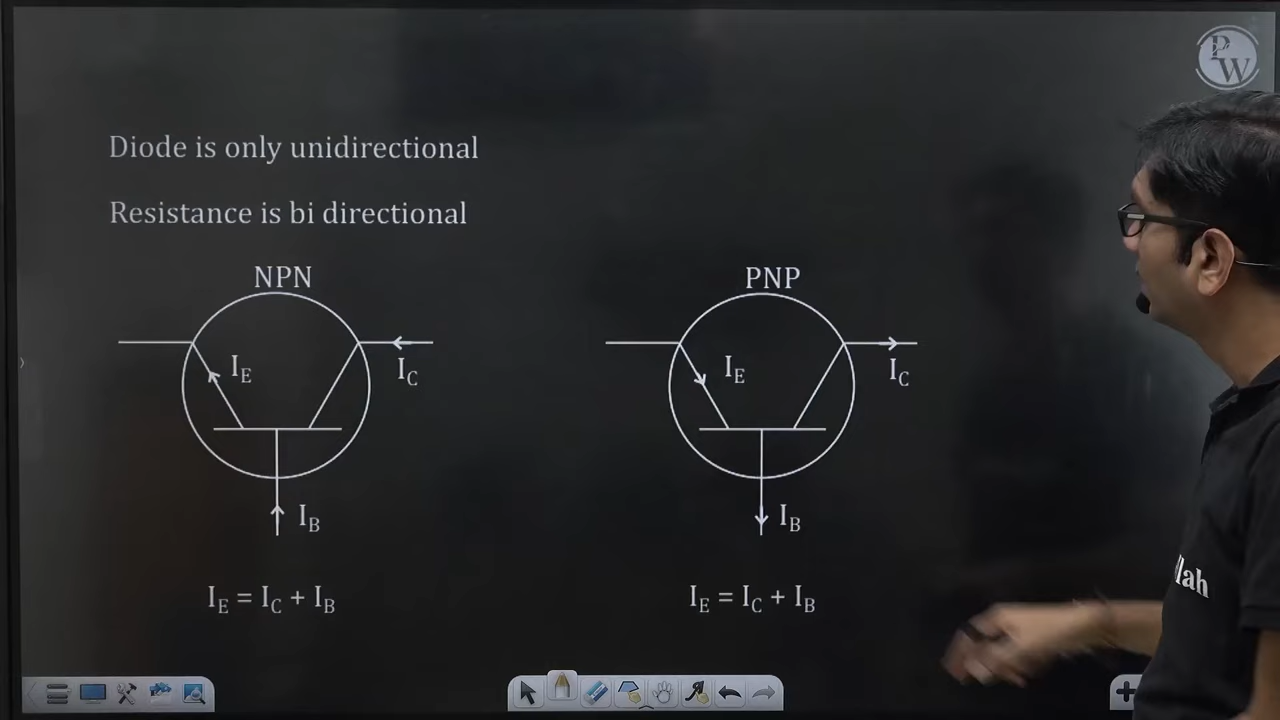 PW
Diode is only unidirectional
Resistance is bi directional
NPN
I_E
I_C
I_B
I_E = I_C + I_B
PNP
I_E
I_C
I_B
I_E = I_C + I_B